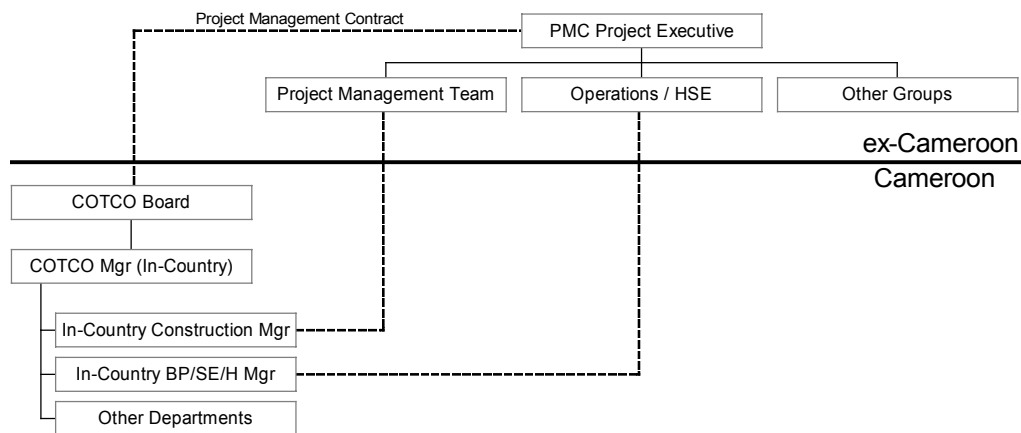 Project Management Contract
PMC Project Executive
Project Management Team
Operations / HSE
Other Groups
ex-Cameroon
Cameroon
COTCO Board
COTCO Mgr (In-Country)
In-Country Construction Mgr
In-Country BP/SE/H Mgr
Other Departments